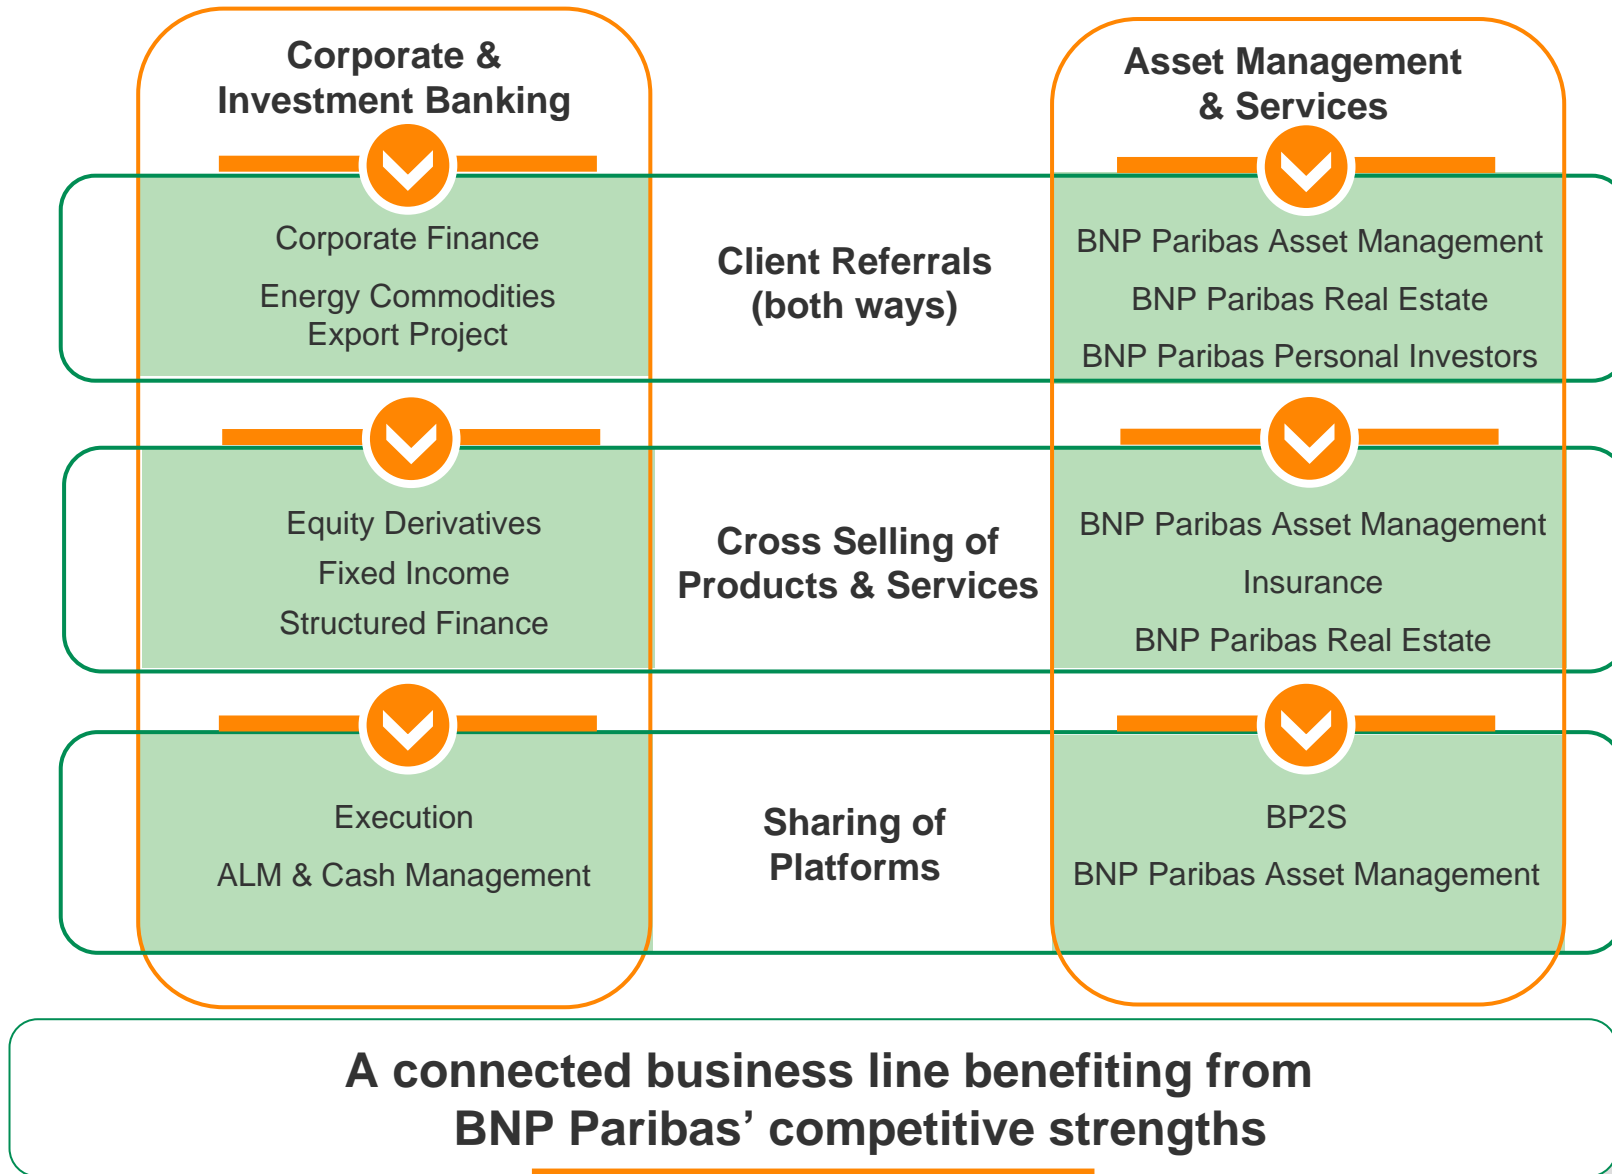 Corporate &
Investment Banking
Asset Management
& Services
Corporate Finance
Energy Commodities
Export Project
Client Referrals
(both ways)
BNP Paribas Asset Management
BNP Paribas Real Estate
BNP Paribas Personal Investors
Equity Derivatives
Fixed Income
Structured Finance
Cross Selling of
Products & Services
BNP Paribas Asset Management
Insurance
BNP Paribas Real Estate
Execution
ALM & Cash Management
Sharing of
Platforms
BP2S
BNP Paribas Asset Management
A connected business line benefiting from
BNP Paribas’ competitive strengths